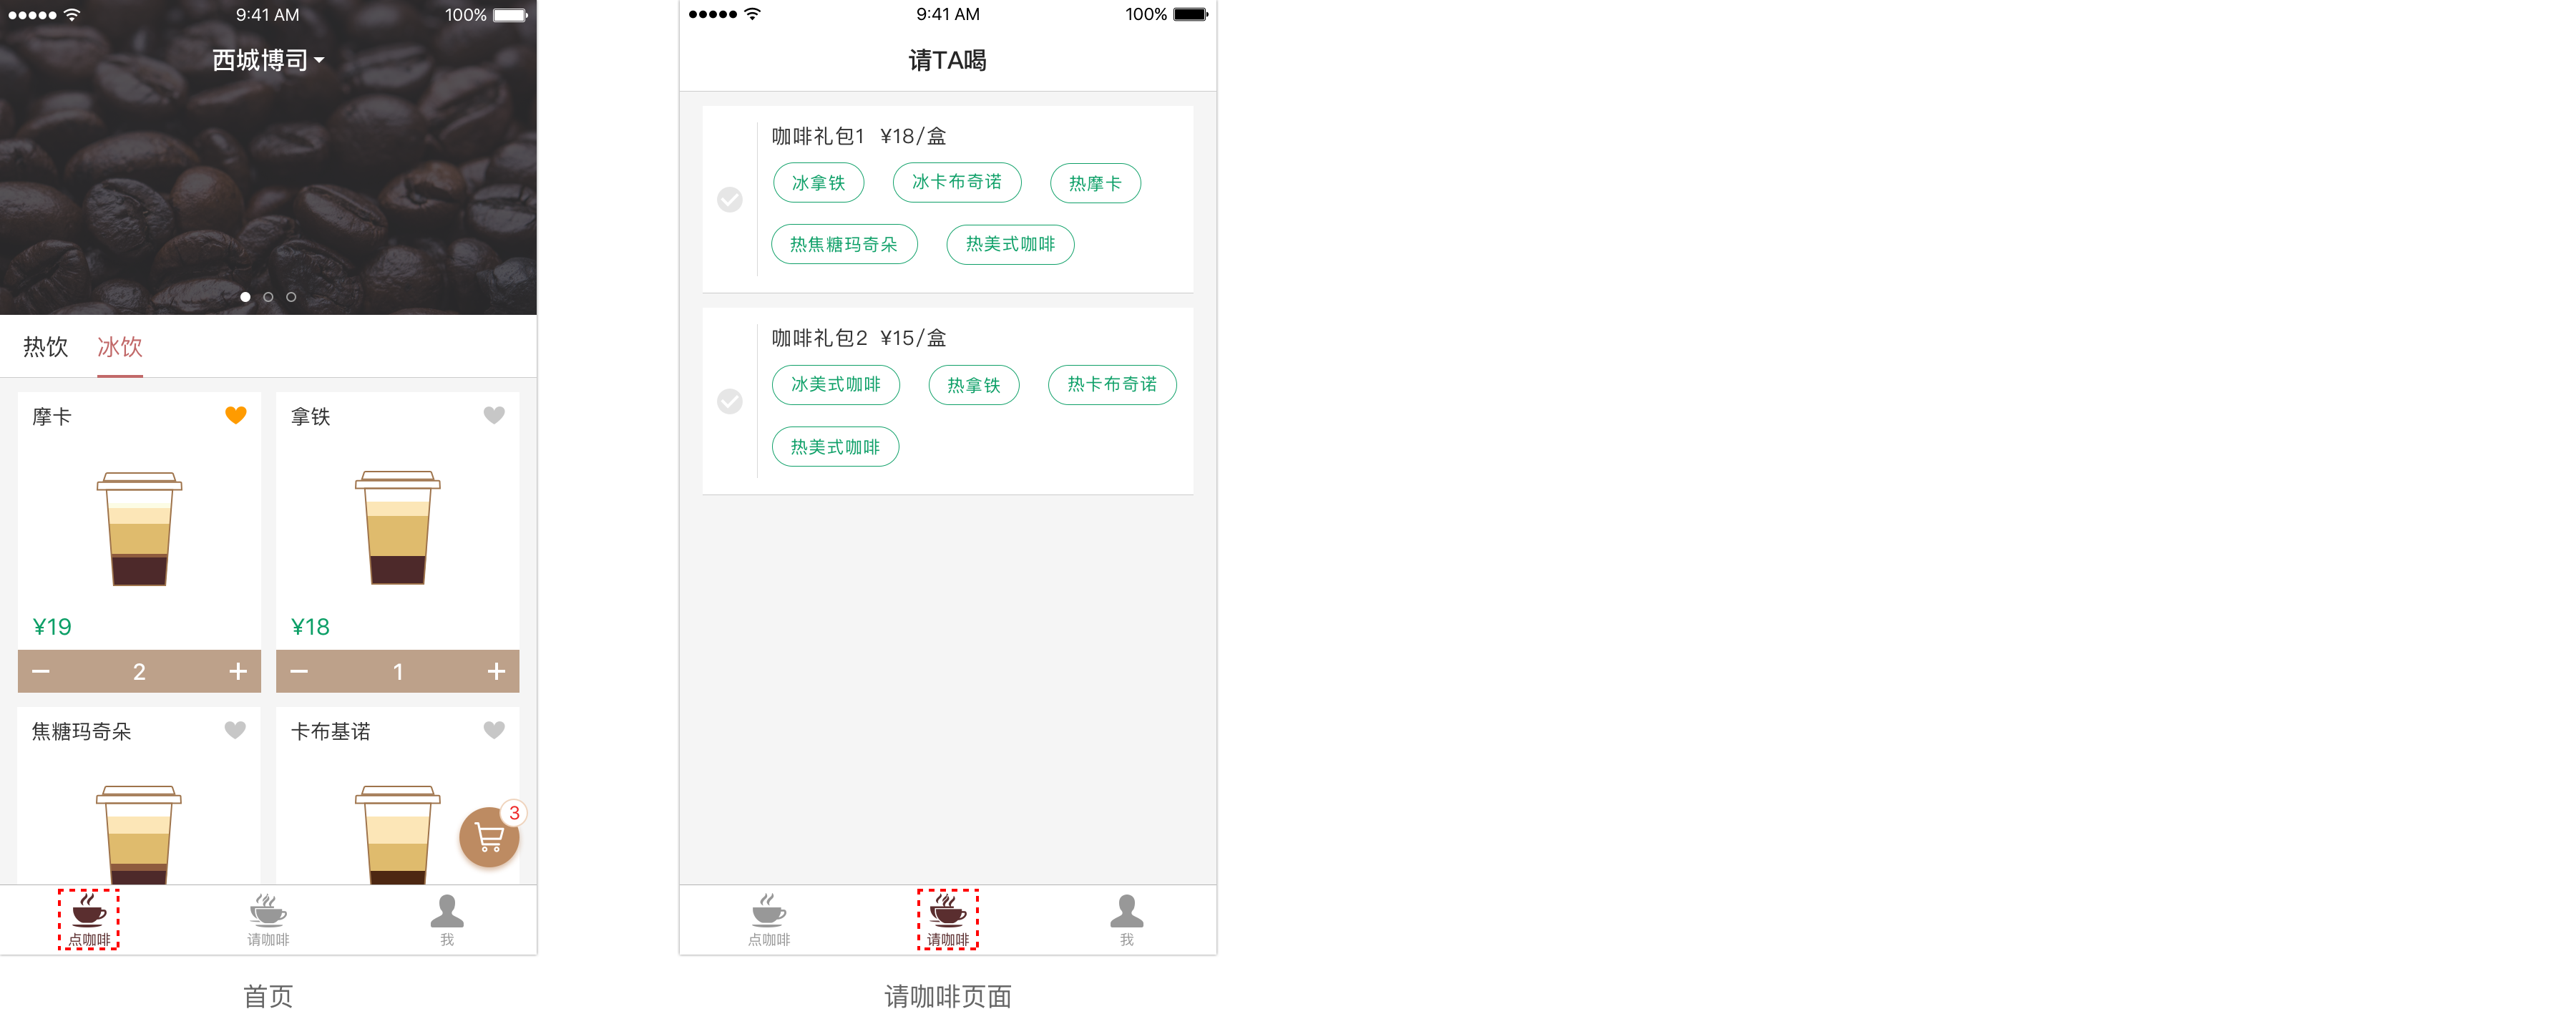 9:41 AM 100%
西城博司
热饮 冰饮
摩卡 拿铁
¥19 ¥18
2 1
焦糖玛奇朵 卡布基诺
3
点咖啡 请咖啡 我
首页
9:41 AM 100%
请TA喝
咖啡礼包1 ¥18/盒
冰拿铁 冰卡布奇诺 热摩卡
热焦糖玛奇朵 热美式咖啡
咖啡礼包2 ¥15/盒
冰美式咖啡 热拿铁 热卡布奇诺
热美式咖啡
点咖啡 请咖啡 我
请咖啡页面